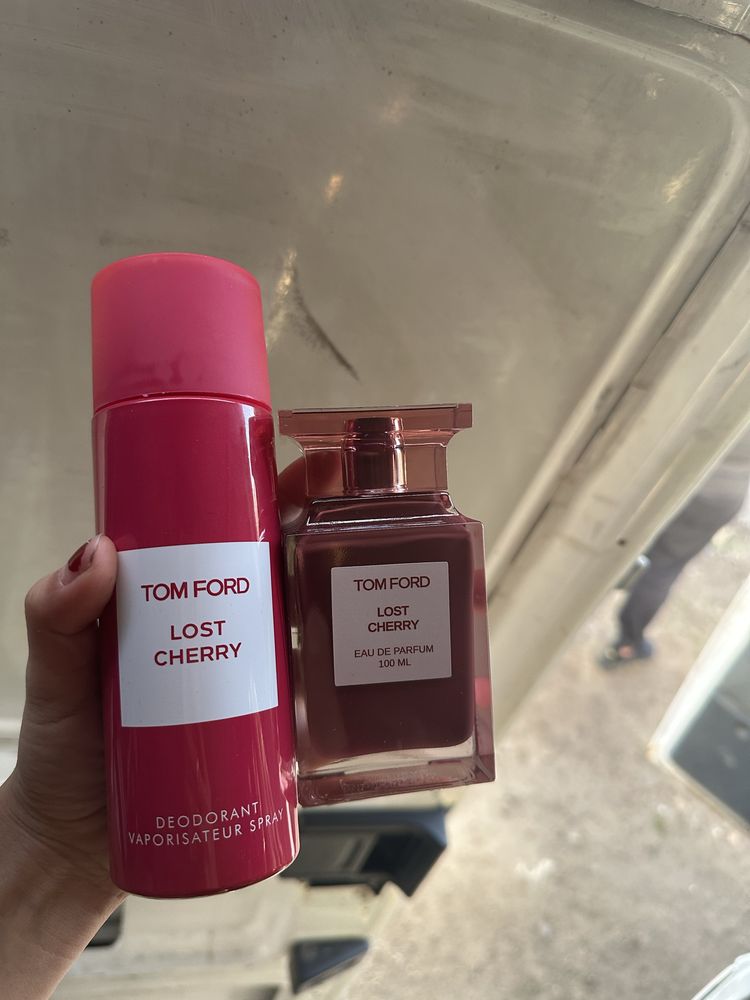 TOM FORD
LOST
CHERRY
DEODORANT
VAPORISATEUR SPRAY
TOM FORD
LOST
CHERRY
EAU DE PARFUM
100 ML